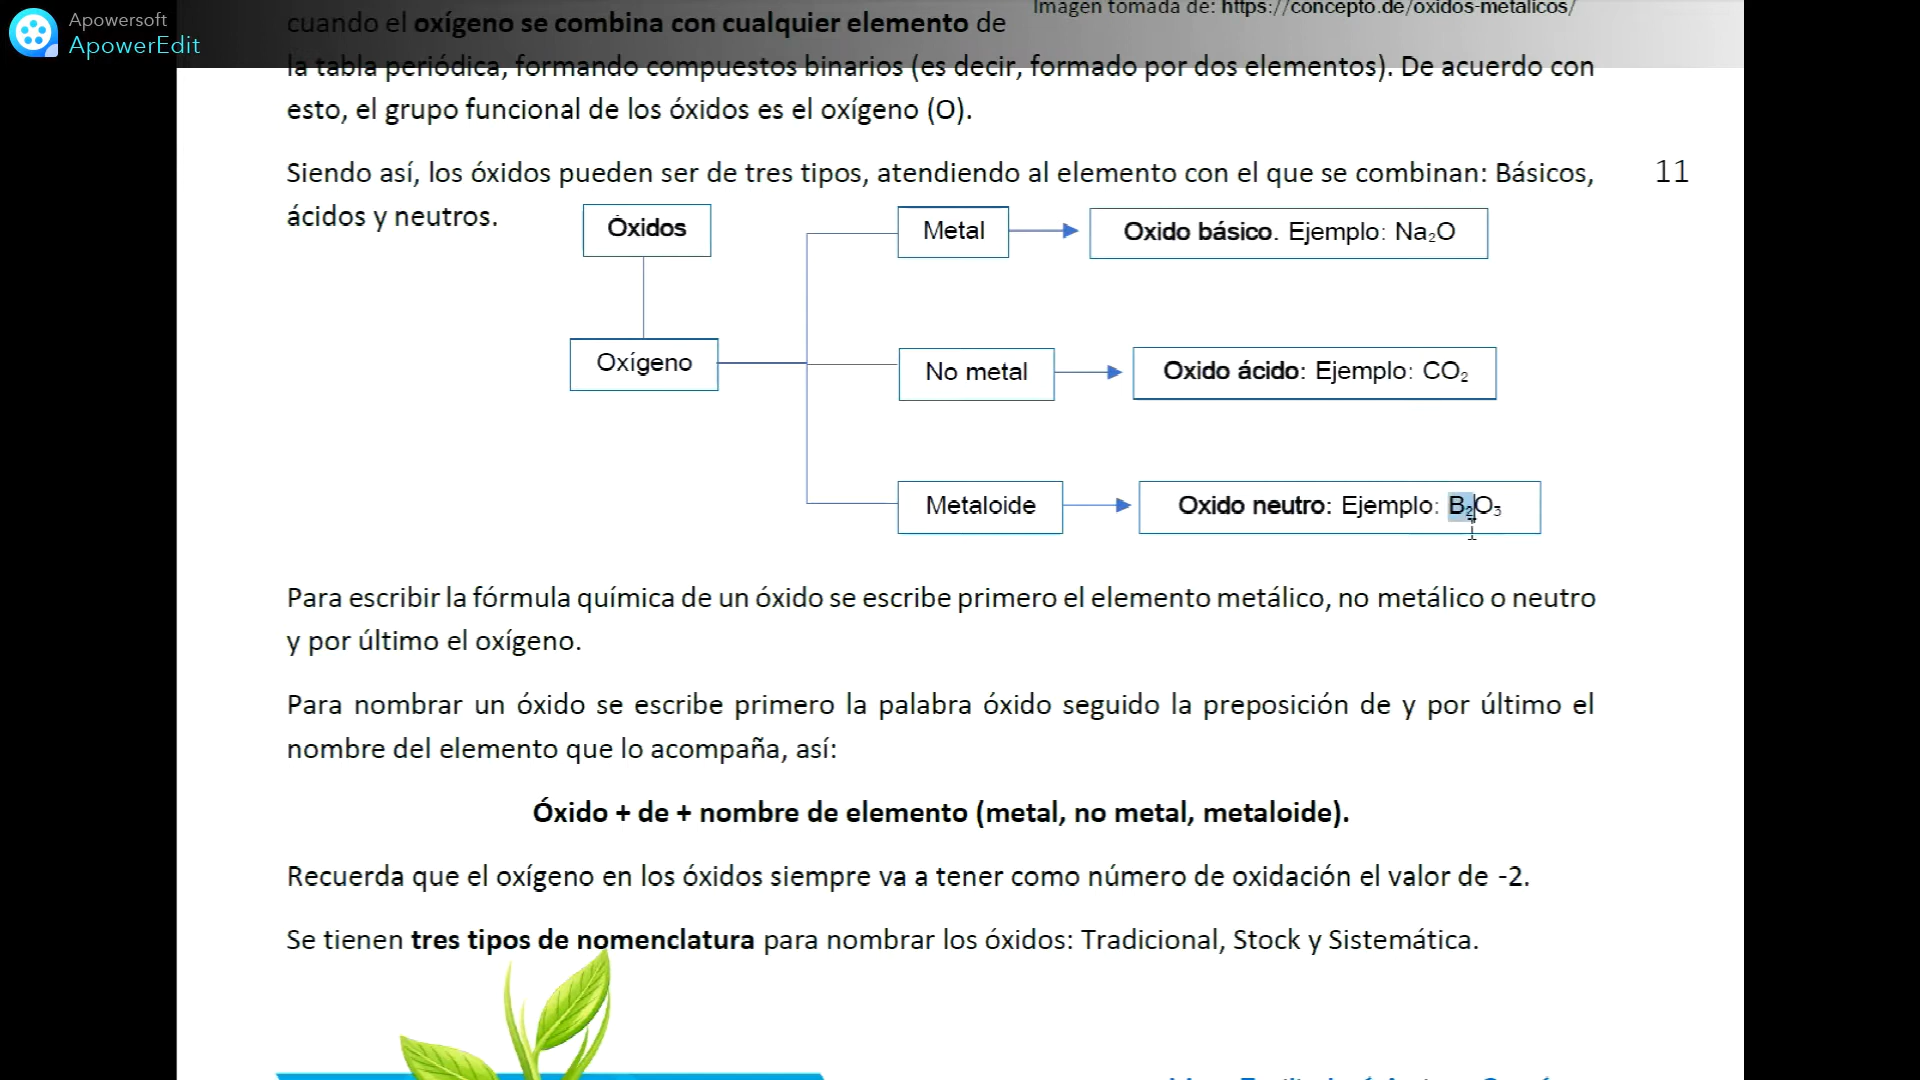 Apowersoft
ApowerEdit
Imagen tomada de: https://concepto.de/oxidos-metalicos/
cuando el oxígeno se combina con cualquier elemento de
la tabla periódica, formando compuestos binarios (es decir, formado por dos elementos). De acuerdo con
esto, el grupo funcional de los óxidos es el oxígeno (O).
Siendo así, los óxidos pueden ser de tres tipos, atendiendo al elemento con el que se combinan: Básicos,
11
ácidos y neutros.
Óxidos
Metal
Oxido básico. Ejemplo: Na₂O
Oxígeno
No metal
Oxido ácido: Ejemplo: CO₂
Metaloide
Oxido neutro: Ejemplo: B₂O₃
Para escribir la fórmula química de un óxido se escribe primero el elemento metálico, no metálico o neutro
y por último el oxígeno.
Para nombrar un óxido se escribe primero la palabra óxido seguido la preposición de y por último el
nombre del elemento que lo acompaña, así:
Óxido + de + nombre de elemento (metal, no metal, metaloide).
Recuerda que el oxígeno en los óxidos siempre va a tener como número de oxidación el valor de -2.
Se tienen tres tipos de nomenclatura para nombrar los óxidos: Tradicional, Stock y Sistemática.